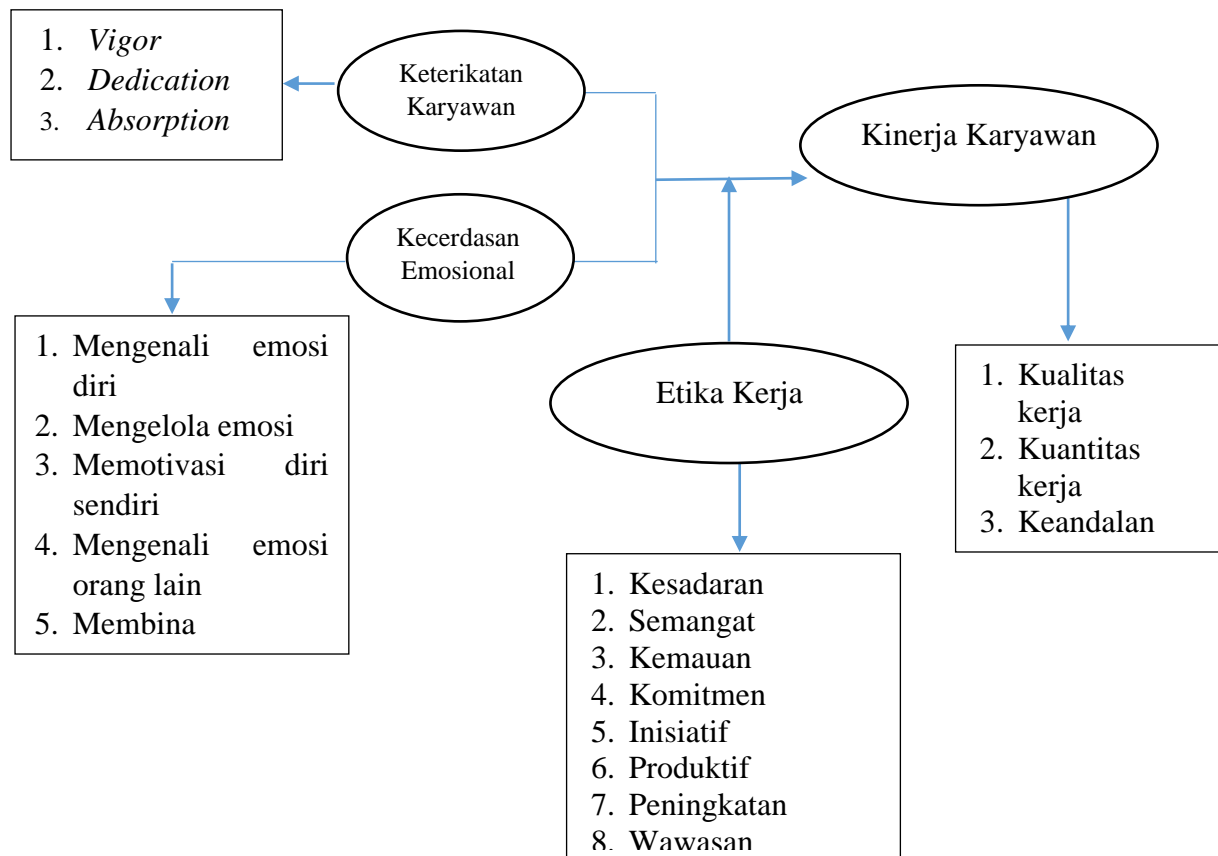 1. Vigor
2. Dedication
3. Absorption
Keterikatan
Karyawan
Kinerja Karyawan
Kecerdasan
Emosional
1. Mengenali emosi
diri
2. Mengelola emosi
3. Memotivasi diri
sendiri
4. Mengenali emosi
orang lain
5. Membina
Etika Kerja
1. Kualitas
kerja
2. Kuantitas
kerja
3. Keandalan
1. Kesadaran
2. Semangat
3. Kemauan
4. Komitmen
5. Inisiatif
6. Produktif
7. Peningkatan
8. Wawasan